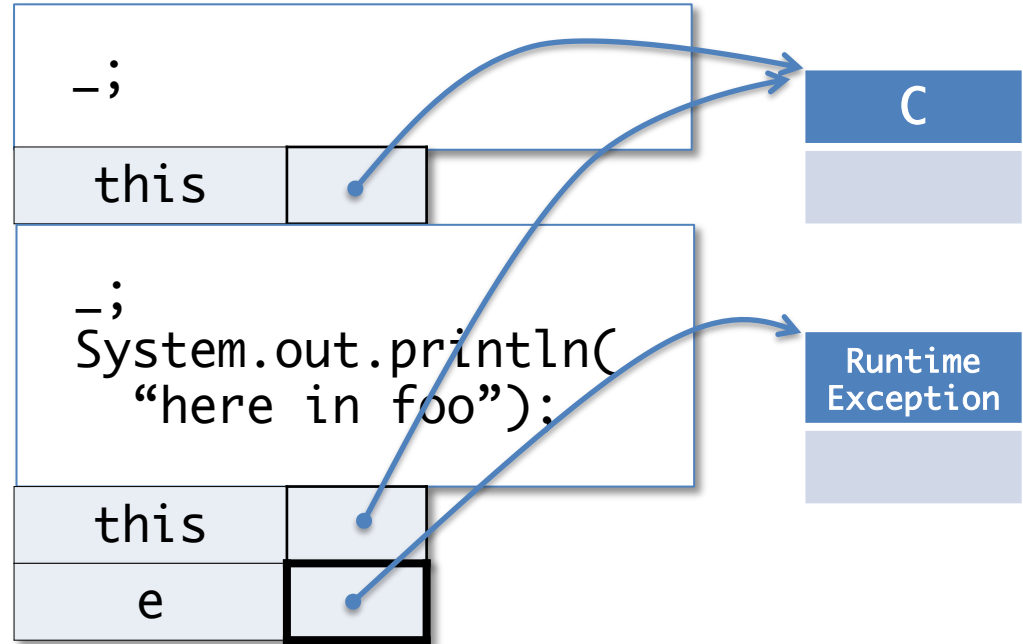 _;
this
_;
System.out.println(
“here in foo”);
this
e
C
Runtime
Exception